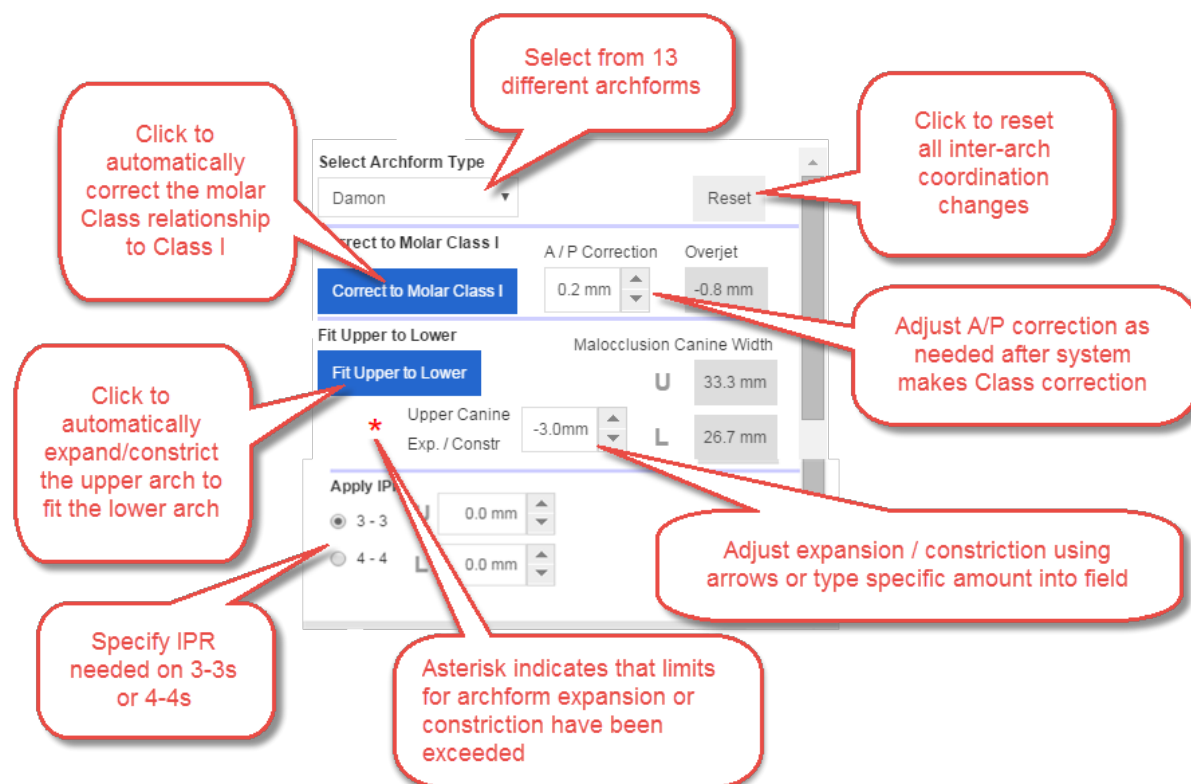 Select from 13
different archforms
Click to
automatically
correct the molar
Class relationship
to Class I
Click to reset
all inter-arch
coordination
changes
Select Archform Type
Damon
Reset
rrect to Molar Class I
A / P Correction
Overjet
Correct to Molar Class I
0.2 mm
-0.8 mm
Adjust A/P correction as
needed after system
makes Class correction
Fit Upper to Lower
Malocclusion Canine Width
Fit Upper to Lower
U
33.3 mm
Click to
automatically
expand/constrict
the upper arch to
fit the lower arch
*
Upper Canine
Exp. / Constr
-3.0mm
L
26.7 mm
Apply IP
3 - 3
U
0.0 mm
4 - 4
L
0.0 mm
Adjust expansion / constriction using
arrows or type specific amount into field
Specify IPR
needed on 3-3s
or 4-4s
Asterisk indicates that limits
for archform expansion or
constriction have been
exceeded